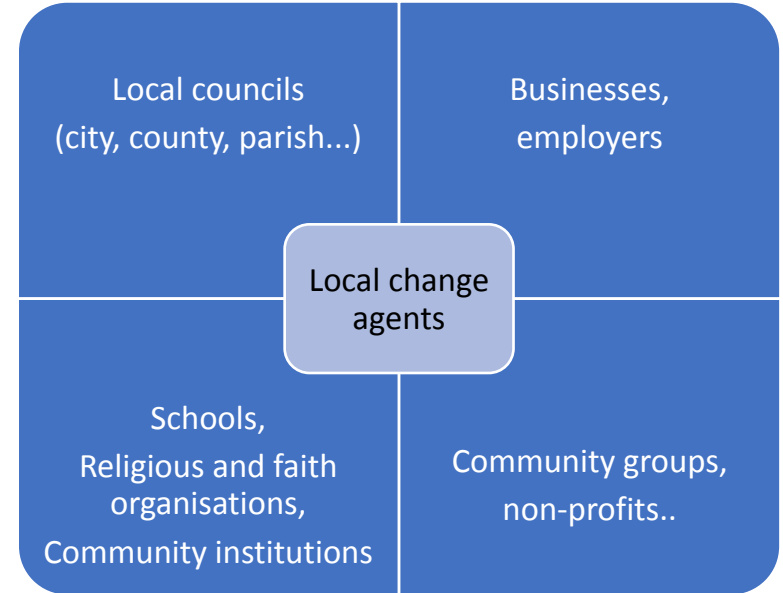 Local councils
(city, county, parish...)
Businesses,
employers
Local change
agents
Schools,
Religious and faith
organisations,
Community institutions
Community groups,
non-profits..